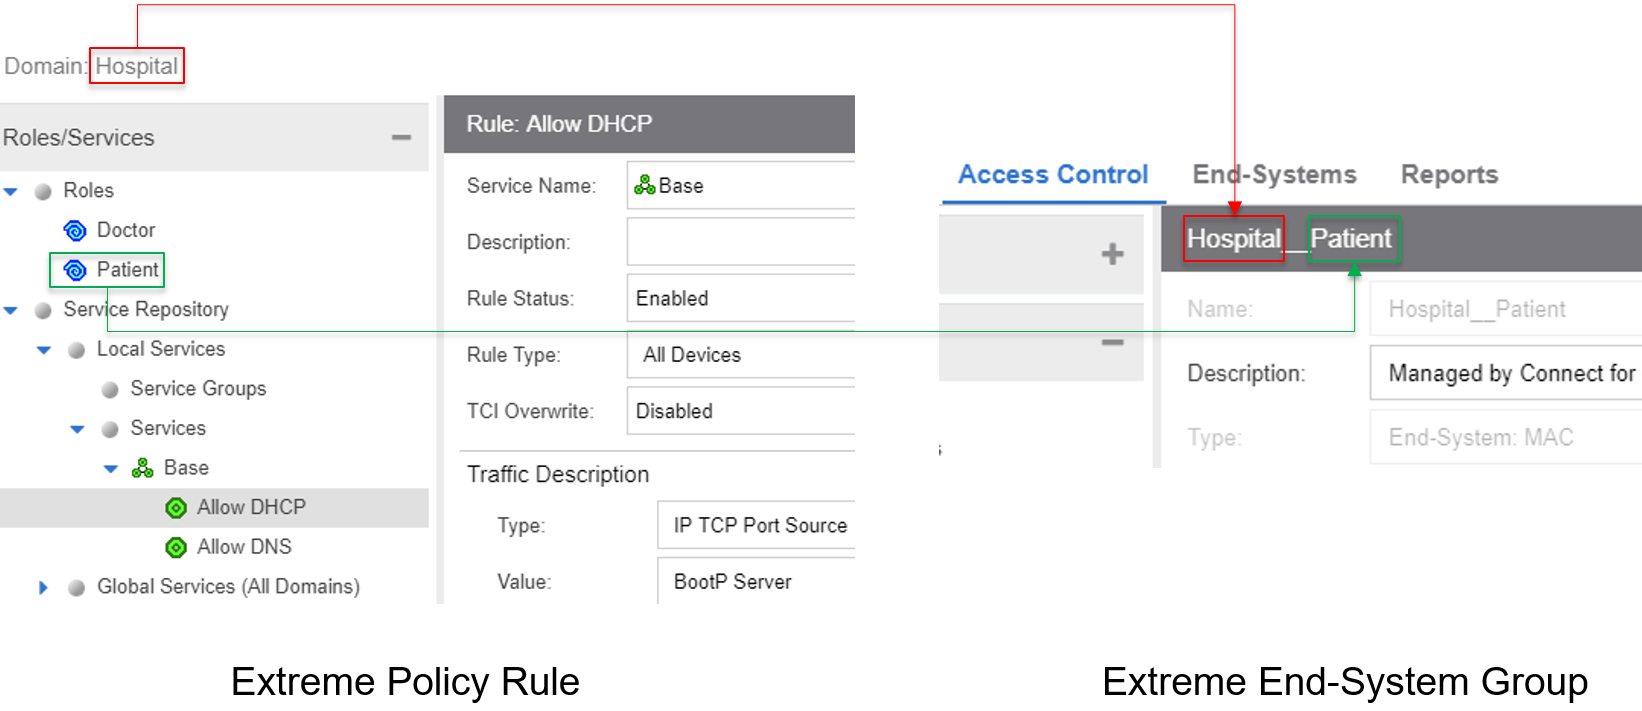 Domain: Hospital
Roles/Services
Roles
Doctor
Patient
Service Repository
Local Services
Service Groups
Services
Base
Allow DHCP
Allow DNS
Global Services (All Domains)
Rule: Allow DHCP
Service Name: Base
Description:
Rule Status: Enabled
Rule Type: All Devices
TCI Overwrite: Disabled
Traffic Description
Type: IP TCP Port Source
Value: BootP Server
Extreme Policy Rule
Access Control End-Systems Reports
Hospital__Patient
Name: Hospital__Patient
Description: Managed by Connect for
Type: End-System: MAC
Extreme End-System Group